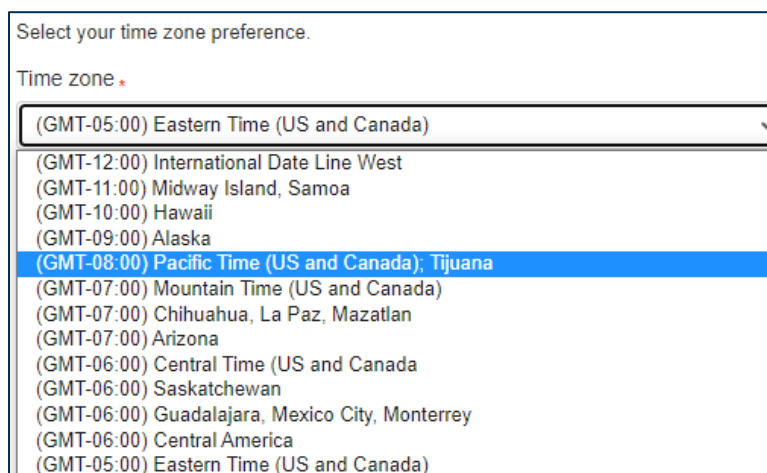 Select your time zone preference.
Time zone *
(GMT-05:00) Eastern Time (US and Canada)
(GMT-12:00) International Date Line West
(GMT-11:00) Midway Island, Samoa
(GMT-10:00) Hawaii
(GMT-09:00) Alaska
(GMT-08:00) Pacific Time (US and Canada); Tijuana
(GMT-07:00) Mountain Time (US and Canada)
(GMT-07:00) Chihuahua, La Paz, Mazatlan
(GMT-07:00) Arizona
(GMT-06:00) Central Time (US and Canada
(GMT-06:00) Saskatchewan
(GMT-06:00) Guadalajara, Mexico City, Monterrey
(GMT-06:00) Central America
(GMT-05:00) Eastern Time (US and Canada)